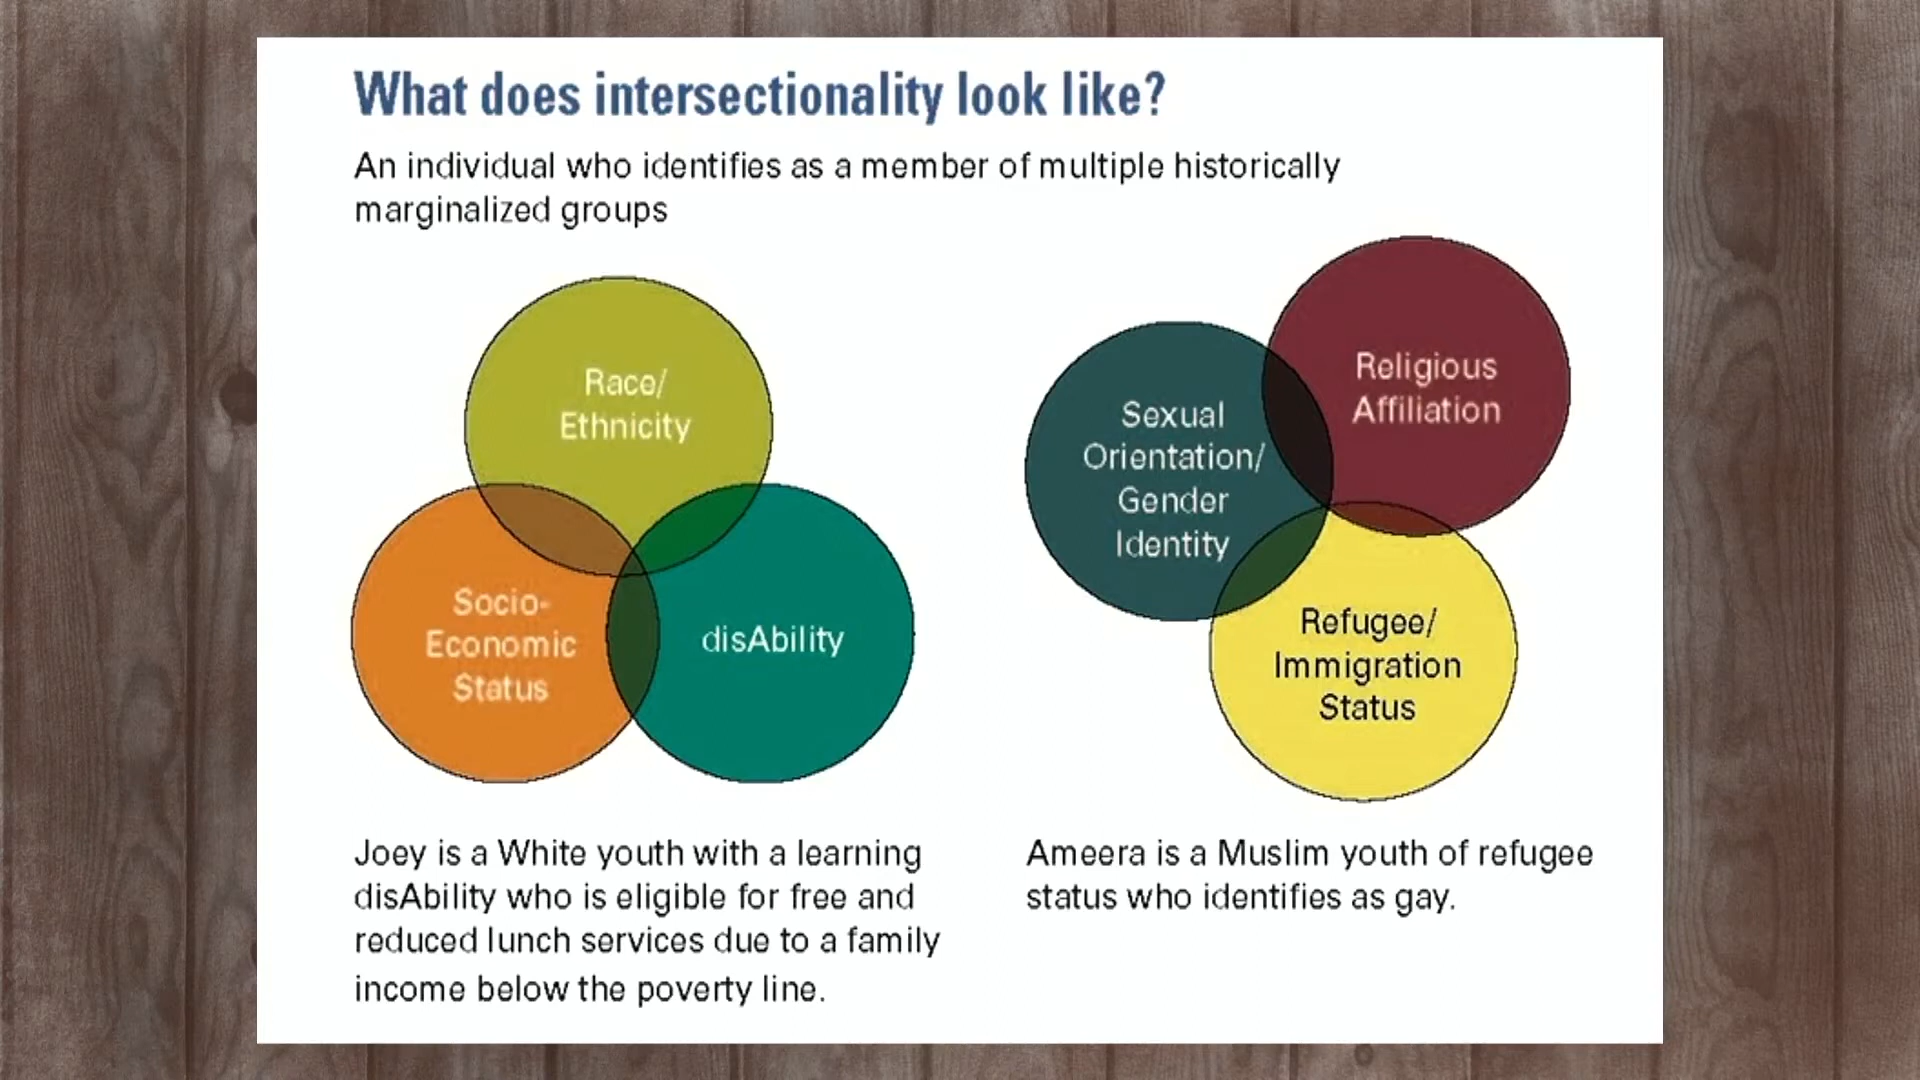 What does intersectionality look like?
An individual who identifies as a member of multiple historically
marginalized groups
Race/
Ethnicity
Socio-
Economic
Status
disAbility
Sexual
Orientation/
Gender
Identity
Religious
Affiliation
Refugee/
Immigration
Status
Joey is a White youth with a learning
disAbility who is eligible for free and
reduced lunch services due to a family
income below the poverty line.
Ameera is a Muslim youth of refugee
status who identifies as gay.